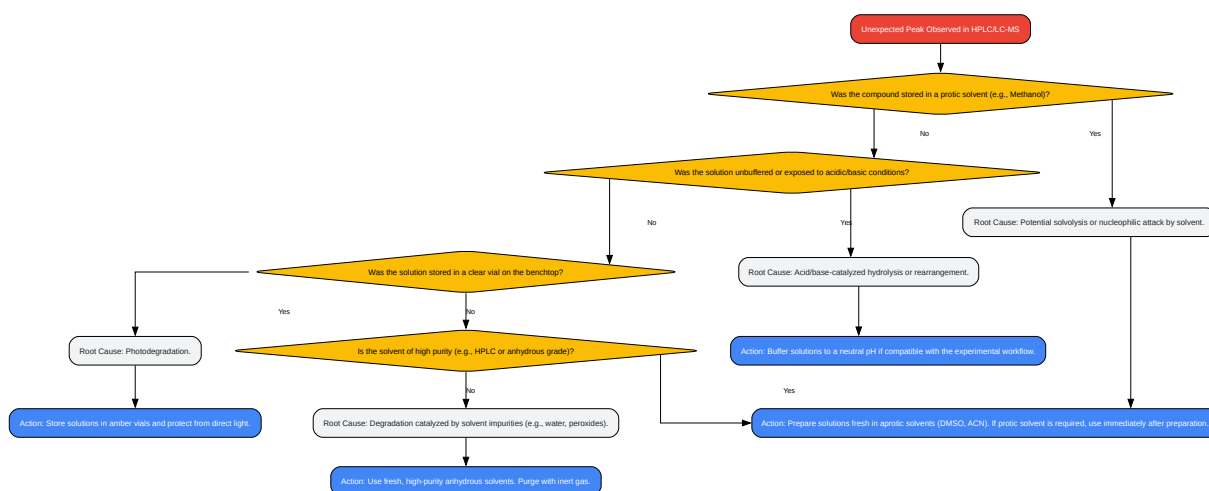 Unexpected Peak Observed in HPLC/LC-MS
Was the compound stored in a protic solvent (e.g., Methanol)?
No
Yes
Was the solution unbuffered or exposed to acidic/basic conditions?
No
Yes
Root Cause: Potential solvolysis or nucleophilic attack by solvent.
Was the solution stored in a clear vial on the benchtop?
Root Cause: Acid/base-catalyzed hydrolysis or rearrangement.
Yes
No
Root Cause: Photodegradation.
Is the solvent of high purity (e.g., HPLC or anhydrous grade)?
Action: Buffer solutions to a neutral pH if compatible with the experimental workflow.
No
Yes
Action: Store solutions in amber vials and protect from direct light.
Root Cause: Degradation catalyzed by solvent impurities (e.g., water, peroxides).
Action: Prepare solutions fresh in aprotic solvents (DMSO, ACN). If protic solvent is required, use immediately after preparation.
Action: Use fresh, high-purity anhydrous solvents. Purge with inert gas.